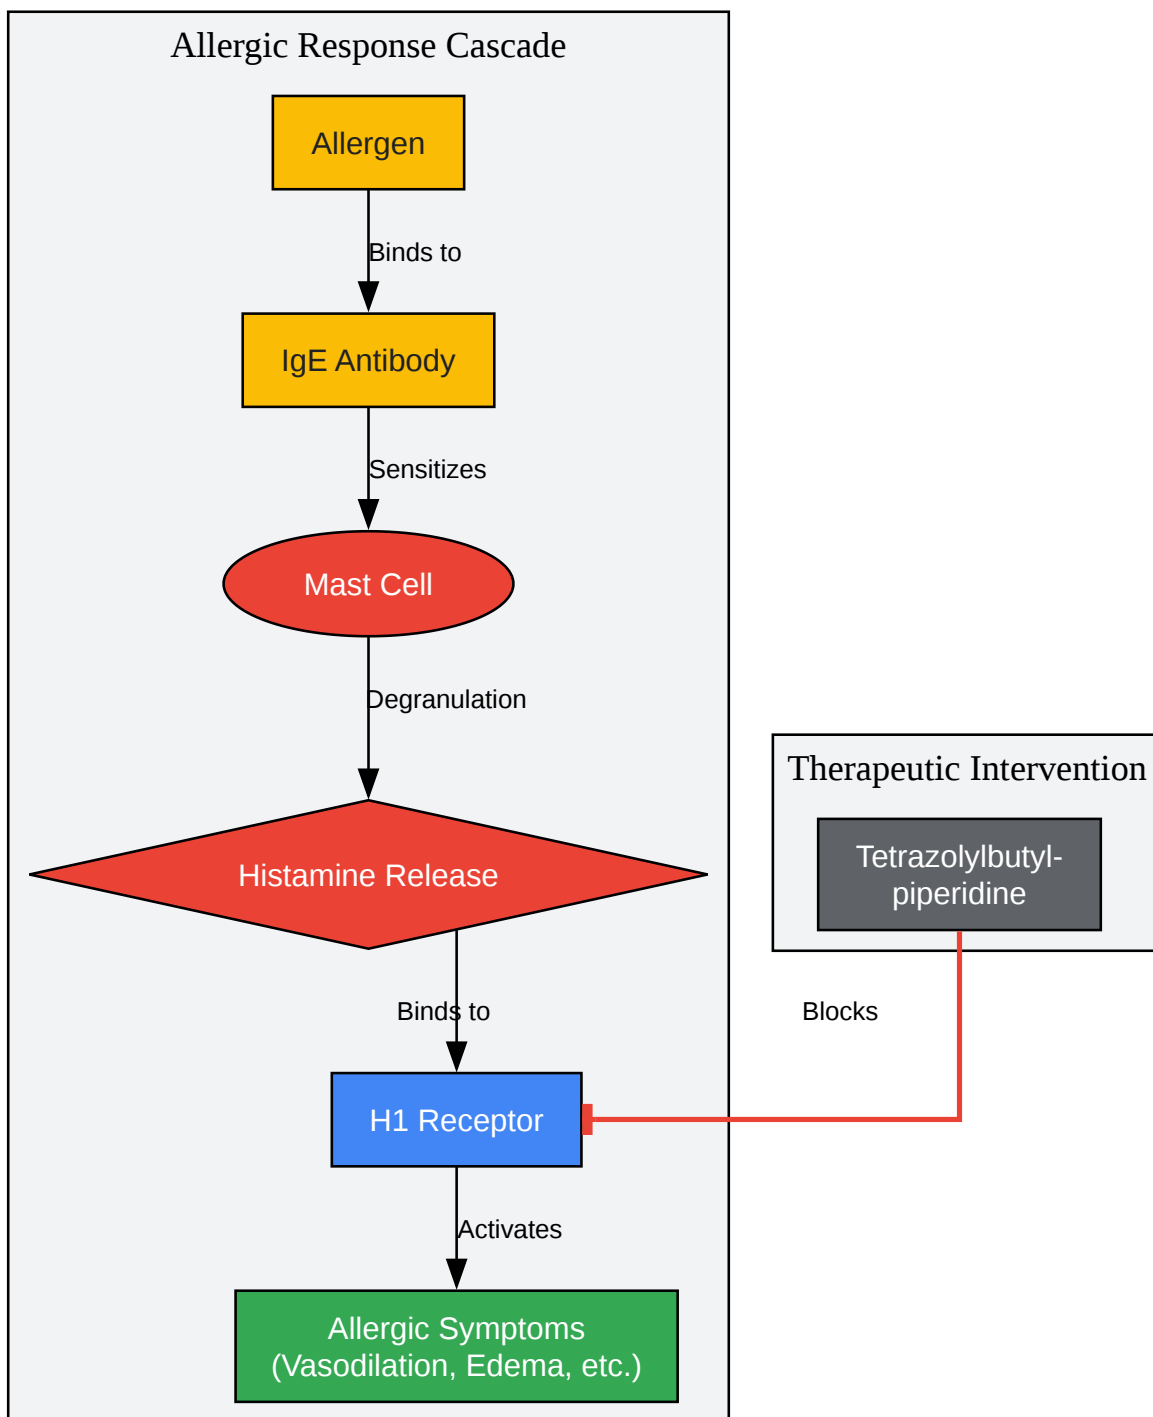 Allergic Response Cascade
Allergen
Binds to
IgE Antibody
Sensitizes
Mast Cell
Degranulation
Histamine Release
Binds to
H1 Receptor
Activates
Allergic Symptoms
(Vasodilation, Edema, etc.)
Therapeutic Intervention
Tetrazolylbutyl-
piperidine
Blocks